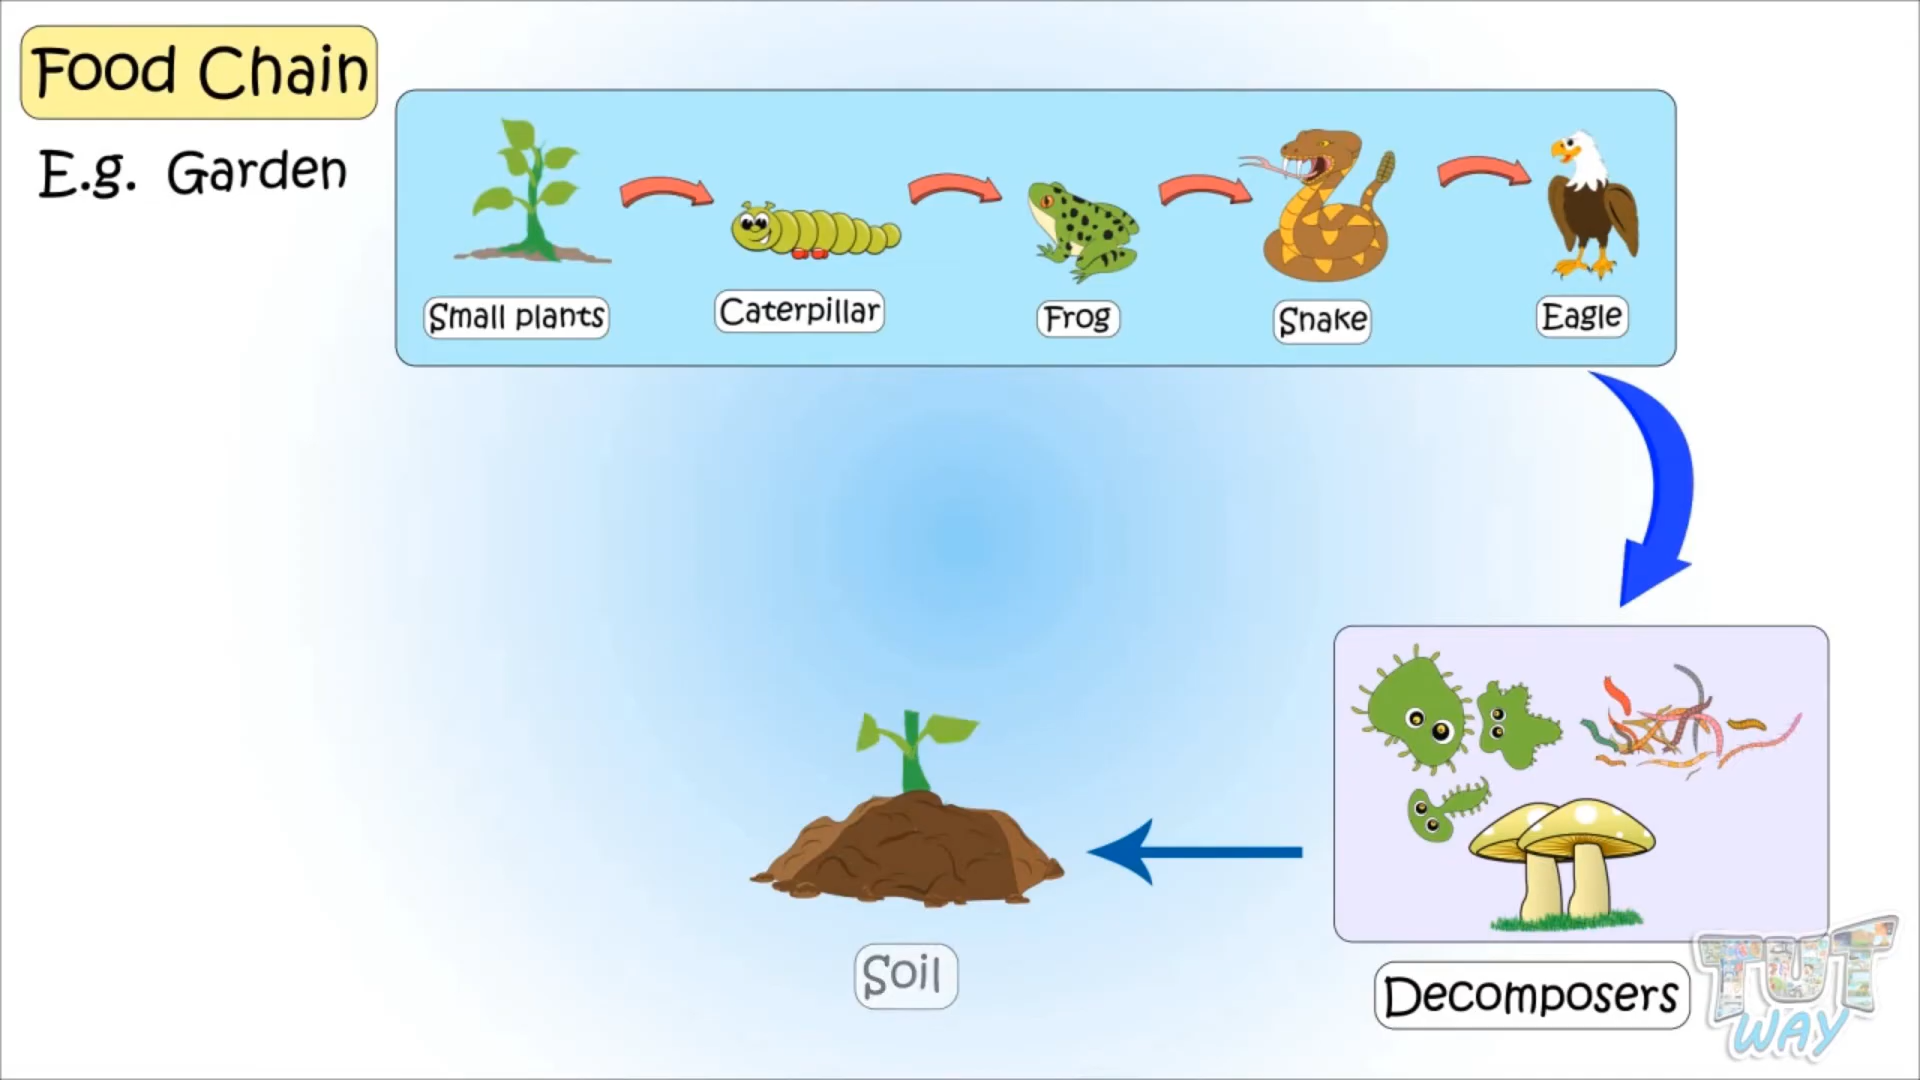 Food Chain
E.g. Garden
Small plants
Caterpillar
Frog
Snake
Eagle
Soil
Decomposers
TUT
WAY